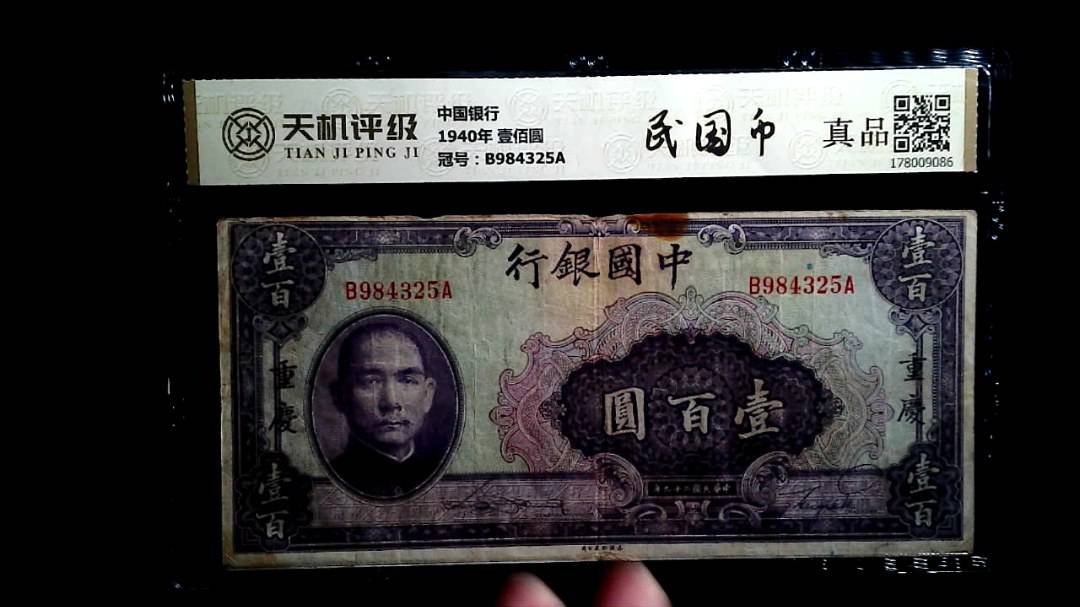 天机评级
TIAN JI PING JI
中国银行
1940年 壹佰圆
冠号：B984325A
民国币
真品
178009086
壹百
中國銀行
壹百
B984325A
B984325A
重慶
重慶
壹百圓
壹百
壹百